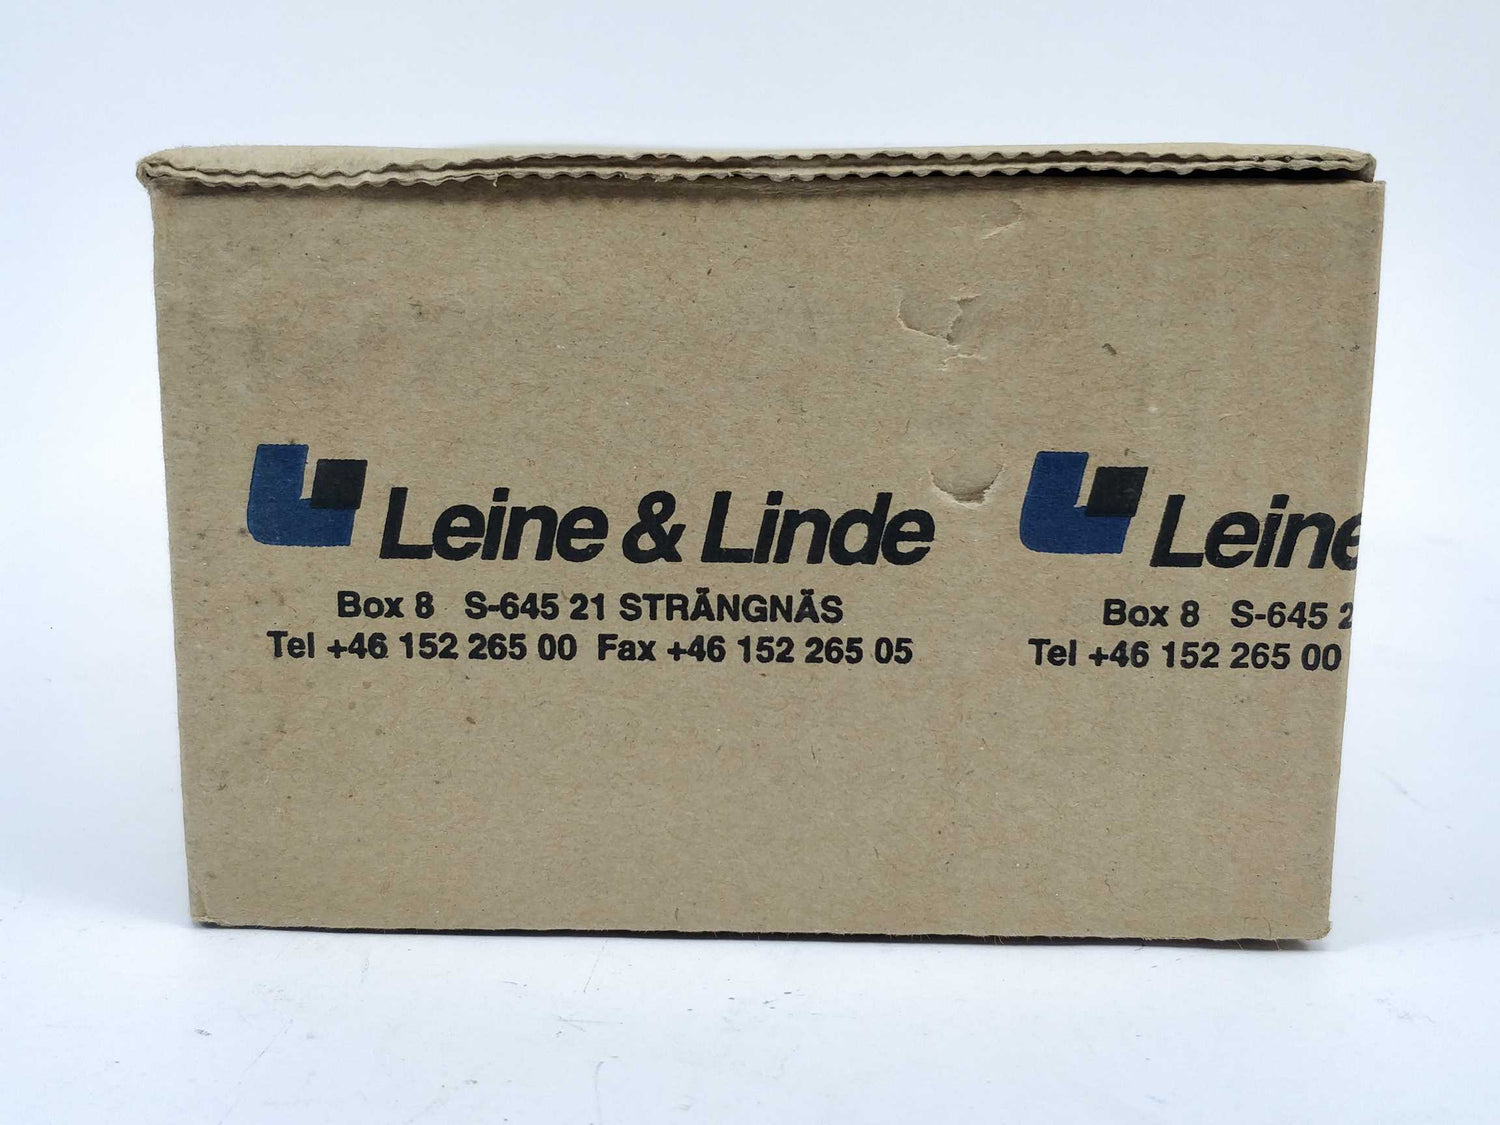 Leine & Linde
Box 8 S-645 21 STRÄNGNÄS
Tel +46 152 265 00 Fax +46 152 265 05
Leine
Box 8 S-645 2
Tel +46 152 265 00